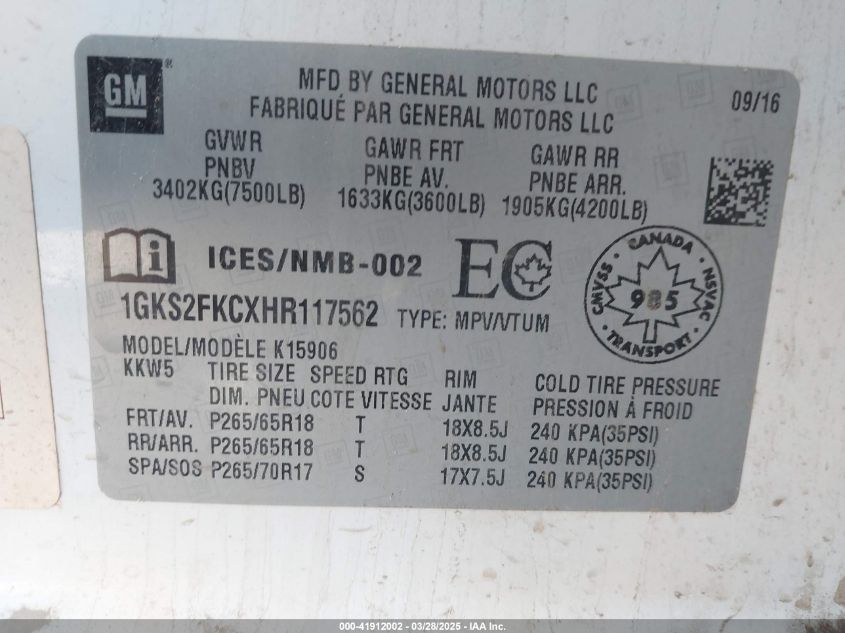 GM®
MFD BY GENERAL MOTORS LLC
FABRIQUÉ PAR GENERAL MOTORS LLC
09/16
GVWR GAWR FRT GAWR RR
PNBV PNBE AV. PNBE ARR.
3402KG(7500LB) 1633KG(3600LB) 1905KG(4200LB)
ICES/NMB-002 EC
CANADA
CMVSS 985 NSVAC
TRANSPORT
1GKS2FKCXHR117562 TYPE: MPV/VTUM
MODEL/MODÈLE K15906
KKW5 TIRE SIZE SPEED RTG RIM COLD TIRE PRESSURE
DIM. PNEU.COTE VITESSE JANTE PRESSION À FROID
FRT/AV. P265/65R18 T 18X8.5J 240 KPA(35PSI)
RR/ARR. P265/65R18 T 18X8.5J 240 KPA(35PSI)
SPA/SOS P265/70R17 S 17X7.5J 240 KPA(35PSI)
000-41912002 - 03/28/2025 - IAA Inc.